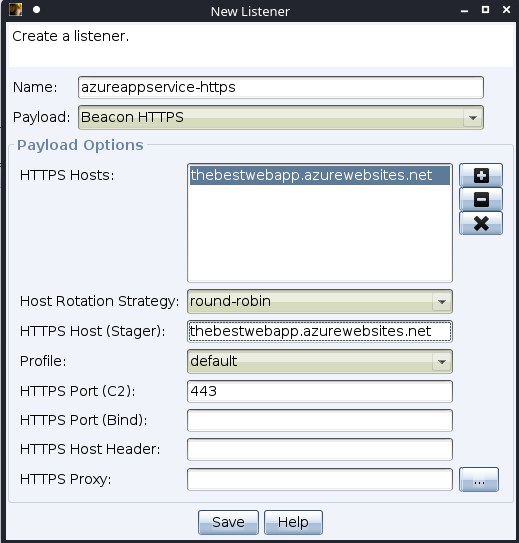 New Listener
Create a listener.
Name: azureappservice-https
Payload: Beacon HTTPS
Payload Options
HTTPS Hosts: thebestwebapp.azurewebsites.net
Host Rotation Strategy: round-robin
HTTPS Host (Stager): thebestwebapp.azurewebsites.net
Profile: default
HTTPS Port (C2): 443
HTTPS Port (Bind):
HTTPS Host Header:
HTTPS Proxy: ...
Save Help